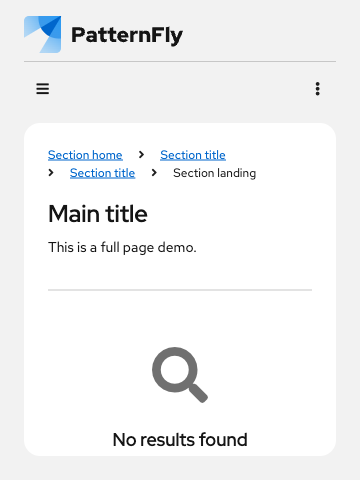 PatternFly
Section home > Section title
> Section title > Section landing
Main title
This is a full page demo.
No results found